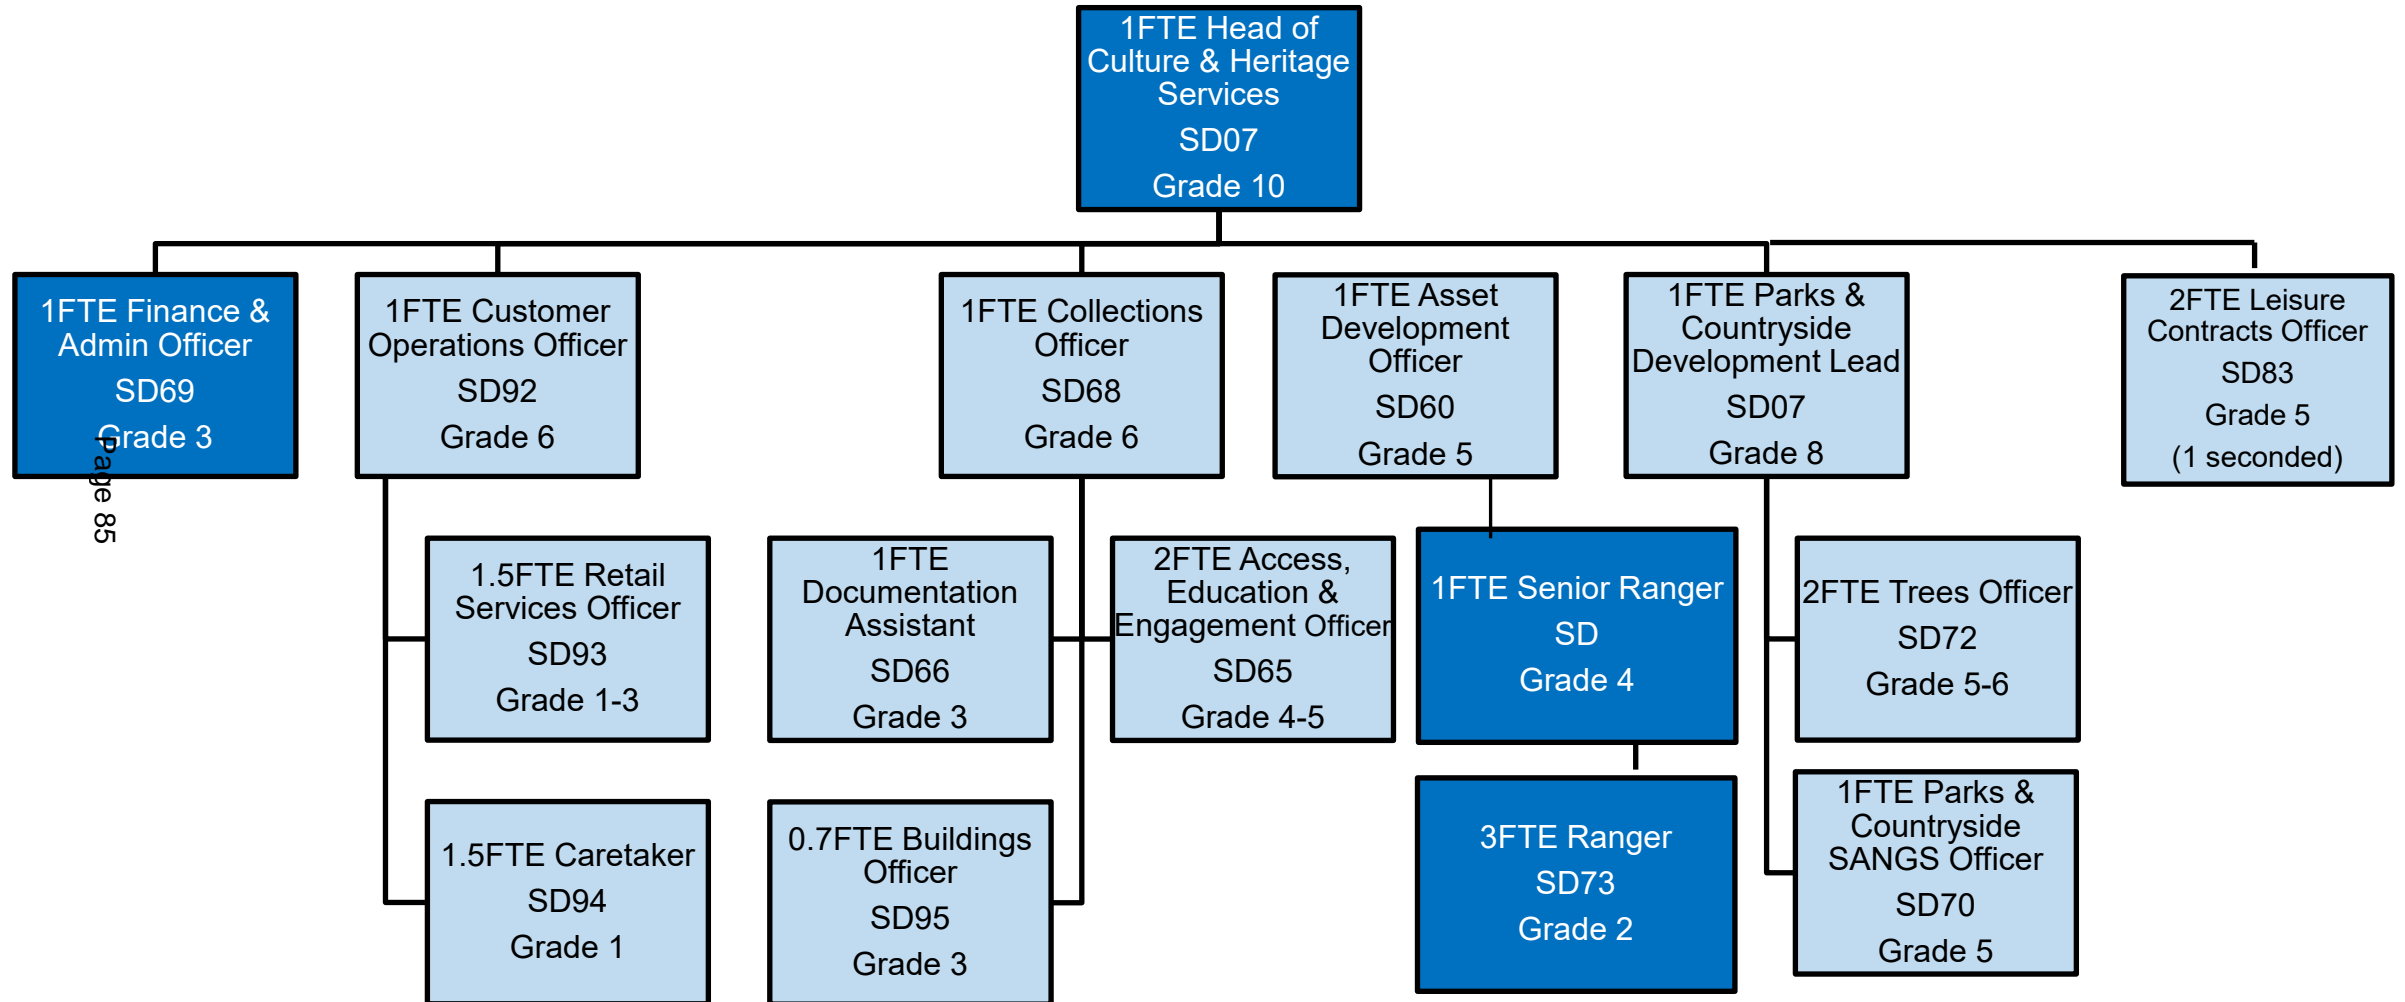 1FTE Head of
Culture & Heritage
Services
SD07
Grade 10
1FTE Finance &
Admin Officer
SD69
Grade 3
1FTE Customer
Operations Officer
SD92
Grade 6
1FTE Collections
Officer
SD68
Grade 6
1FTE Asset
Development
Officer
SD60
Grade 5
1FTE Parks &
Countryside
Development Lead
SD07
Grade 8
2FTE Leisure
Contracts Officer
SD83
Grade 5
(1 seconded)
Page 85
1.5FTE Retail
Services Officer
SD93
Grade 1-3
1FTE
Documentation
Assistant
SD66
Grade 3
2FTE Access,
Education &
Engagement Officer
SD65
Grade 4-5
1FTE Senior Ranger
SD
Grade 4
2FTE Trees Officer
SD72
Grade 5-6
1.5FTE Caretaker
SD94
Grade 1
0.7FTE Buildings
Officer
SD95
Grade 3
3FTE Ranger
SD73
Grade 2
1FTE Parks &
Countryside
SANGS Officer
SD70
Grade 5